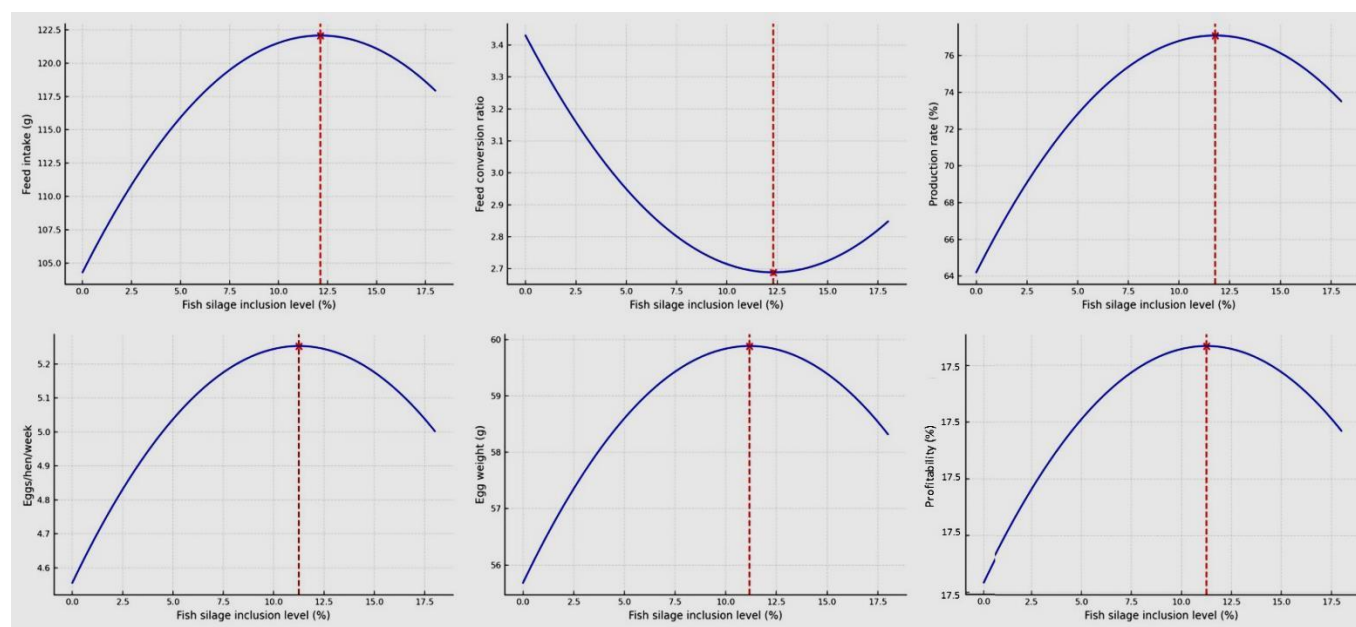 122.5
120.0
117.5
115.0
112.5
110.0
107.5
105.0
Feed intake (g)
0.0 2.5 5.0 7.5 10.0 12.5 15.0 17.5
Fish silage inclusion level (%)
3.4
3.3
3.2
3.1
3.0
2.9
2.8
2.7
Feed conversion ratio
0.0 2.5 5.0 7.5 10.0 12.5 15.0 17.5
Fish silage inclusion level (%)
76
74
72
70
68
66
64
Production rate (%)
0.0 2.5 5.0 7.5 10.0 12.5 15.0 17.5
Fish silage inclusion level (%)
5.2
5.1
5.0
4.9
4.8
4.7
4.6
Eggs/hen/week
0.0 2.5 5.0 7.5 10.0 12.5 15.0 17.5
Fish silage inclusion level (%)
60
59
58
57
56
Egg weight (g)
0.0 2.5 5.0 7.5 10.0 12.5 15.0 17.5
Fish silage inclusion level (%)
17.5
17.5
17.5
17.5
17.5
Profitability (%)
0.0 2.5 5.0 7.5 10.0 12.5 15.0 17.5
Fish silage inclusion level (%)